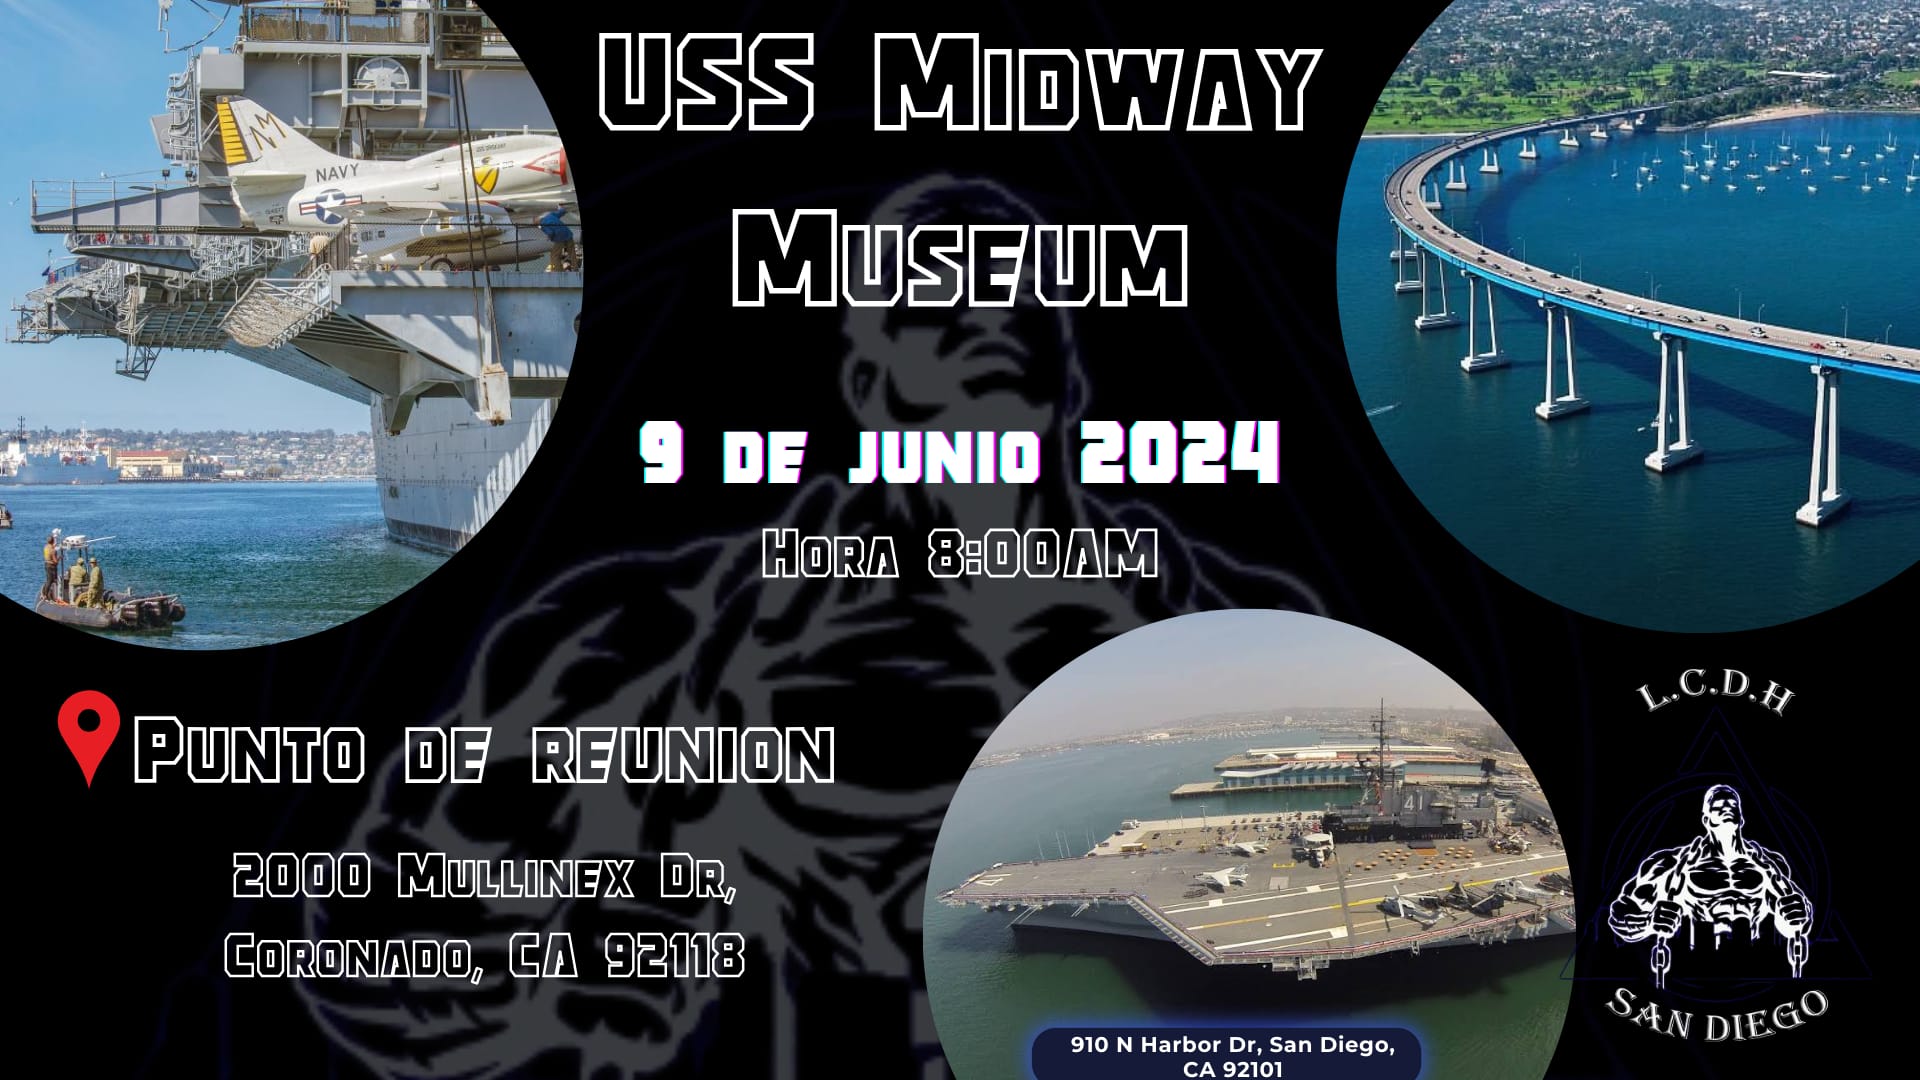 USS Midway
Museum
9 de junio 2024
Hora 8:00AM
Punto de reunion
2000 Mullinex Dr,
Coronado, CA 92118
910 N Harbor Dr, San Diego,
CA 92101
L.C.D.H
SAN DIEGO
NAVY
NM
41